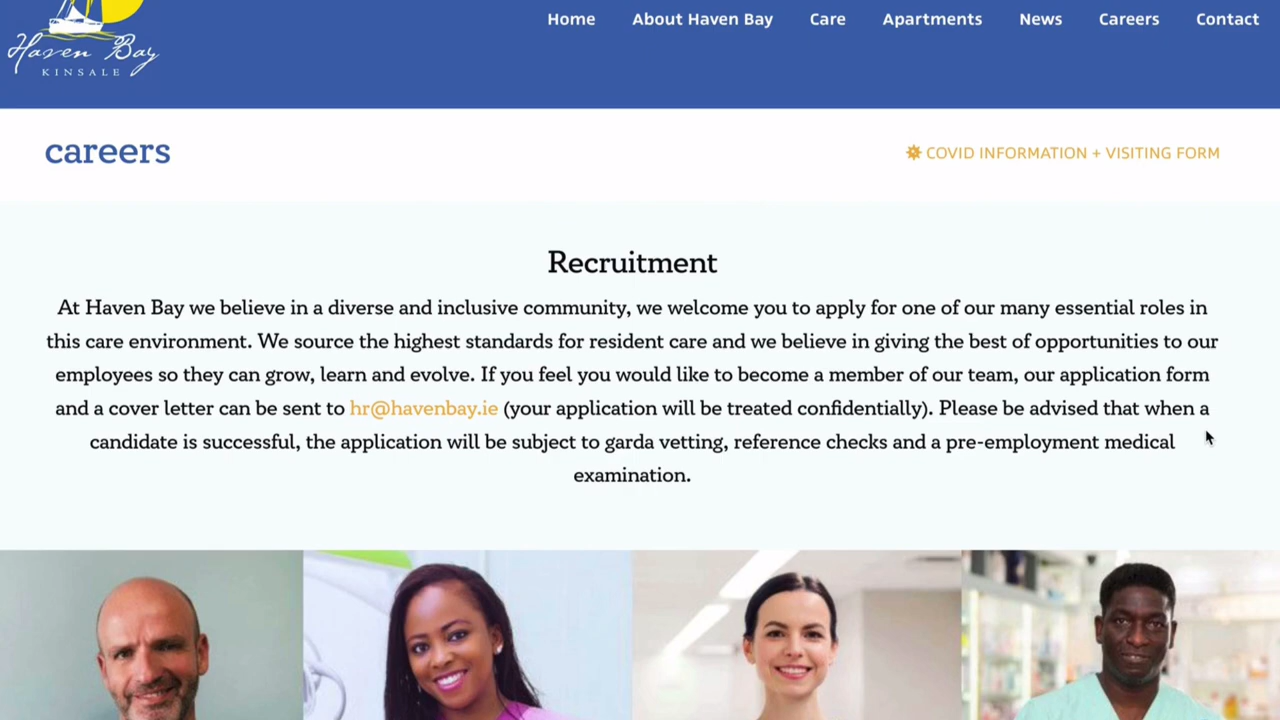 Haven Bay
KINSALE
Home About Haven Bay Care Apartments News Careers Contact
careers
COVID INFORMATION + VISITING FORM
Recruitment
At Haven Bay we believe in a diverse and inclusive community, we welcome you to apply for one of our many essential roles in
this care environment. We source the highest standards for resident care and we believe in giving the best of opportunities to our
employees so they can grow, learn and evolve. If you feel you would like to become a member of our team, our application form
and a cover letter can be sent to hr@havenbay.ie (your application will be treated confidentially). Please be advised that when a
candidate is successful, the application will be subject to garda vetting, reference checks and a pre-employment medical
examination.